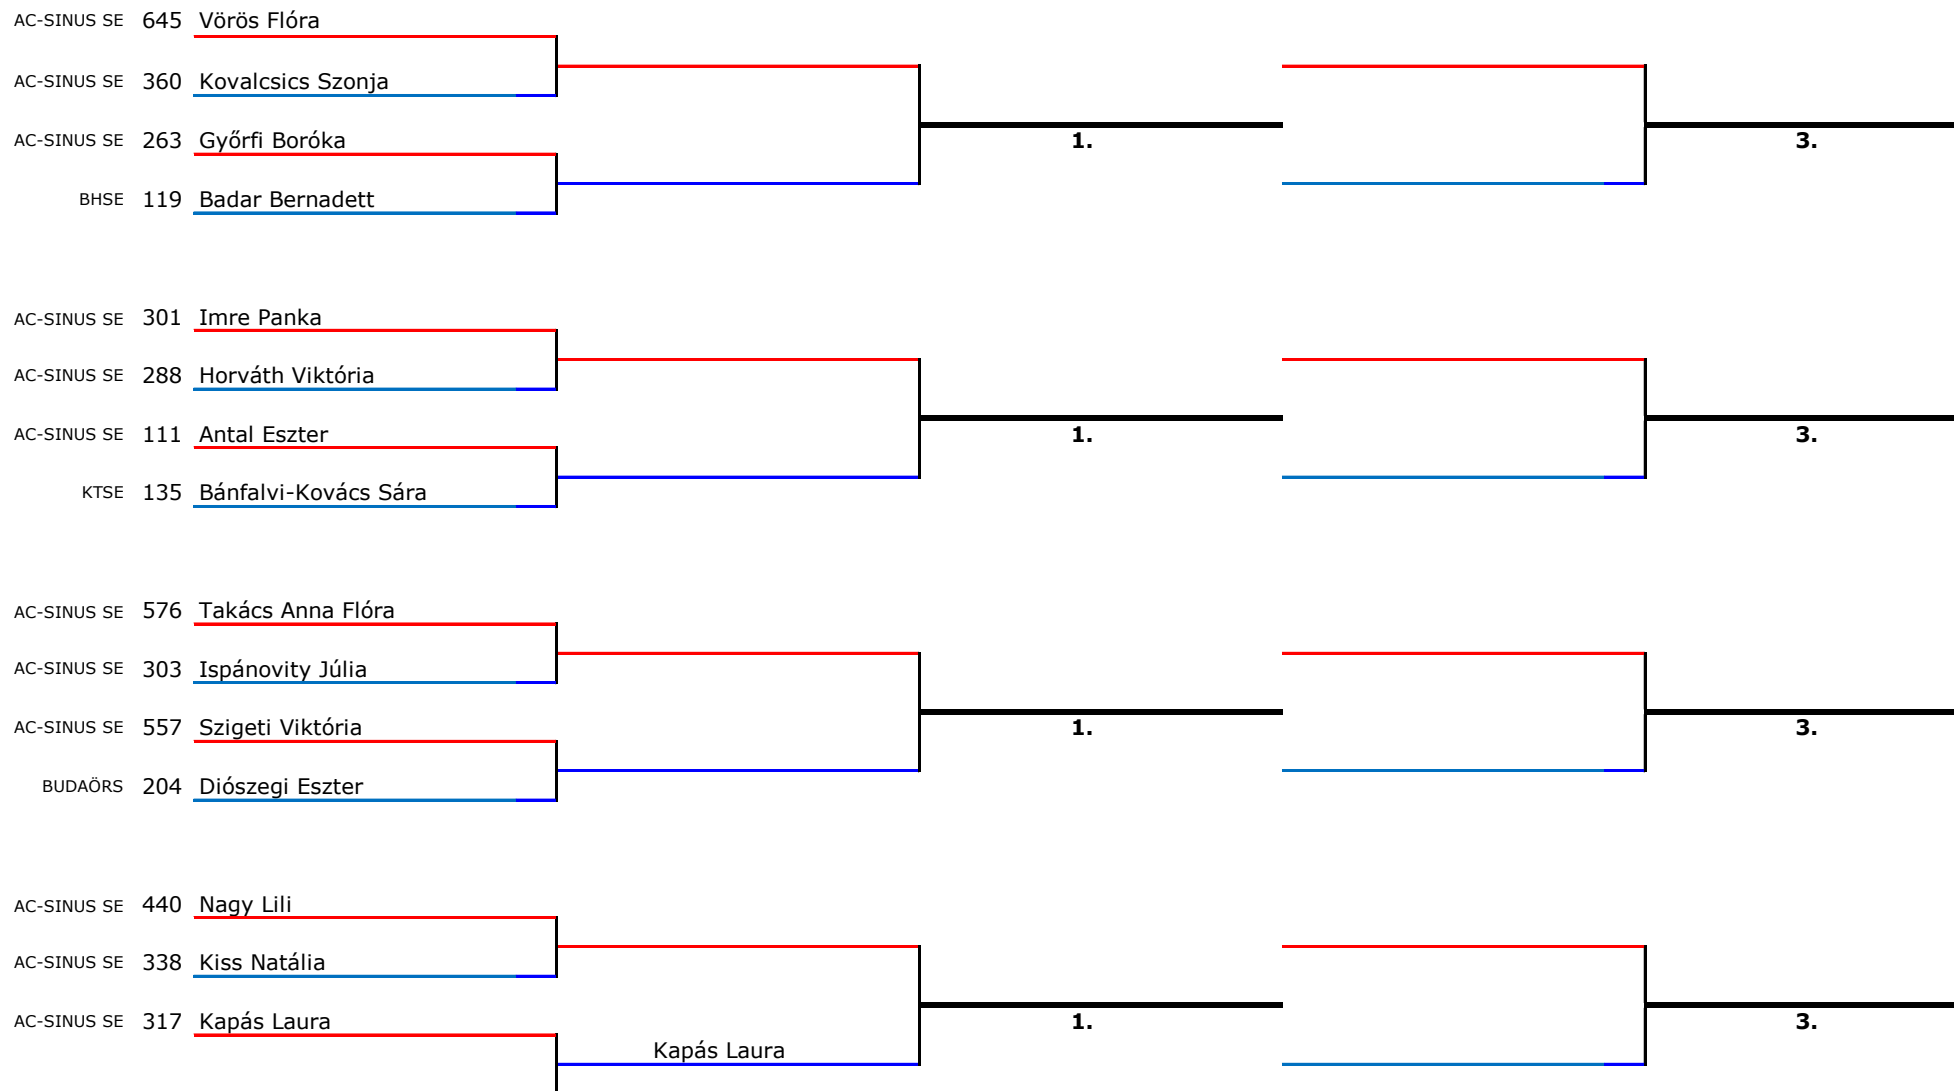 AC-SINUS SE 645 Vörös Flóra
AC-SINUS SE 360 Kovalcsics Szonja
AC-SINUS SE 263 Győrfi Boróka 1. 3.
BHSE 119 Badar Bernadett
AC-SINUS SE 301 Imre Panka
AC-SINUS SE 288 Horváth Viktória
AC-SINUS SE 111 Antal Eszter 1. 3.
KTSE 135 Bánfalvi-Kovács Sára
AC-SINUS SE 576 Takács Anna Flóra
AC-SINUS SE 303 Ispánovity Júlia
AC-SINUS SE 557 Szigeti Viktória 1. 3.
BUDAÖRS 204 Diószegi Eszter
AC-SINUS SE 440 Nagy Lili
AC-SINUS SE 338 Kiss Natália
AC-SINUS SE 317 Kapás Laura 1. 3.
Kapás Laura